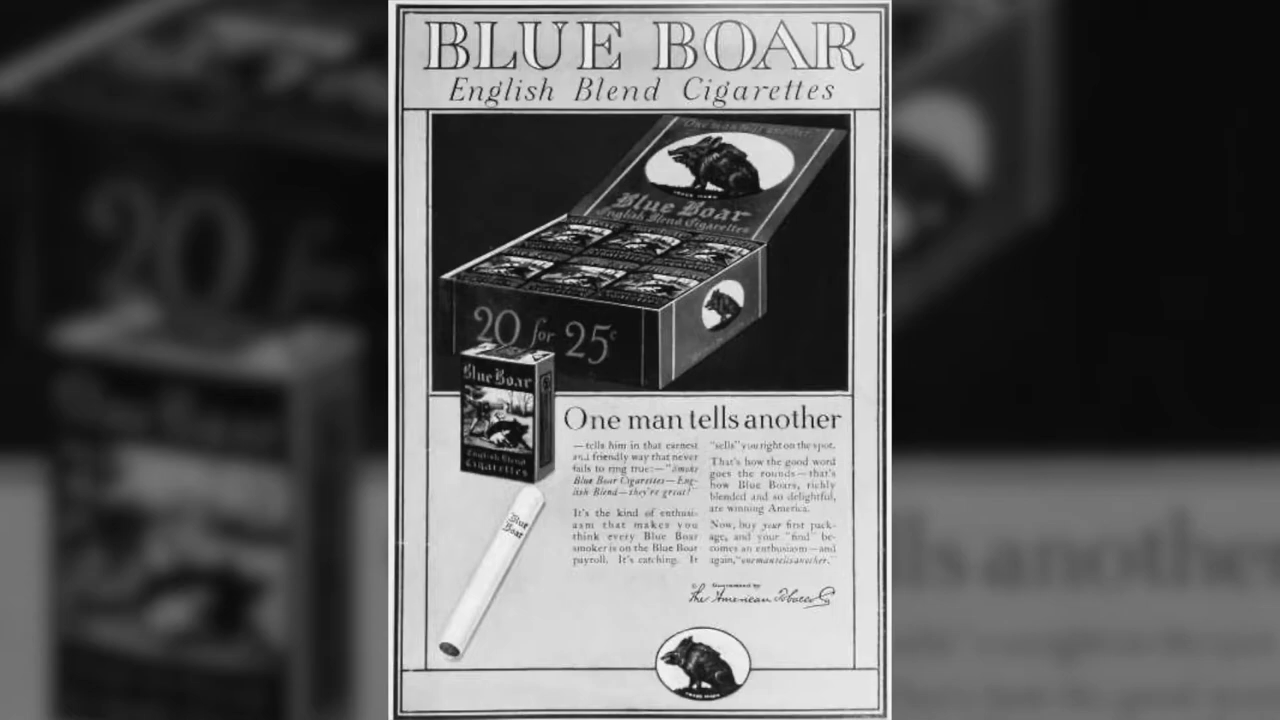 BLUE BOAR
English Blend Cigarettes
One man tells another.
TRADE MARK
Blue Boar
English Blend Cigarettes
20 for 25¢
Blue Boar
English Blend
Cigarettes
Blue
Boar
One man tells another
— tells him in that earnest
and friendly way that never
fails to ring true:—"Smoke
Blue Boar Cigarettes—Eng-
lish Blend—they're great!"
It's the kind of enthusi-
asm that makes you
think every Blue Boar
smoker is on the Blue Boar
payroll. It's catching. It
"sells" you right on the spot.
That's how the good word
goes the rounds—that's
how Blue Boars, richly
blended and so delightful,
are winning America.
Now, buy your first pack-
age, and your "find" be-
comes an enthusiasm—and
again, "one man tells another."
Guaranteed by
The American Tobacco Co
TRADE MARK